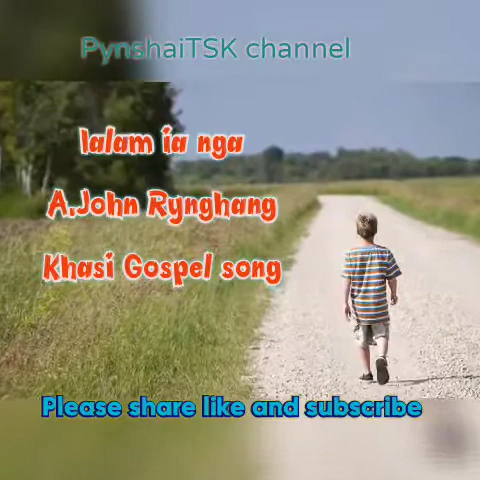 PynshaiTSK channel
Ialam ia nga
A.John Rynghang
Khasi Gospel song
Please share like and subscribe